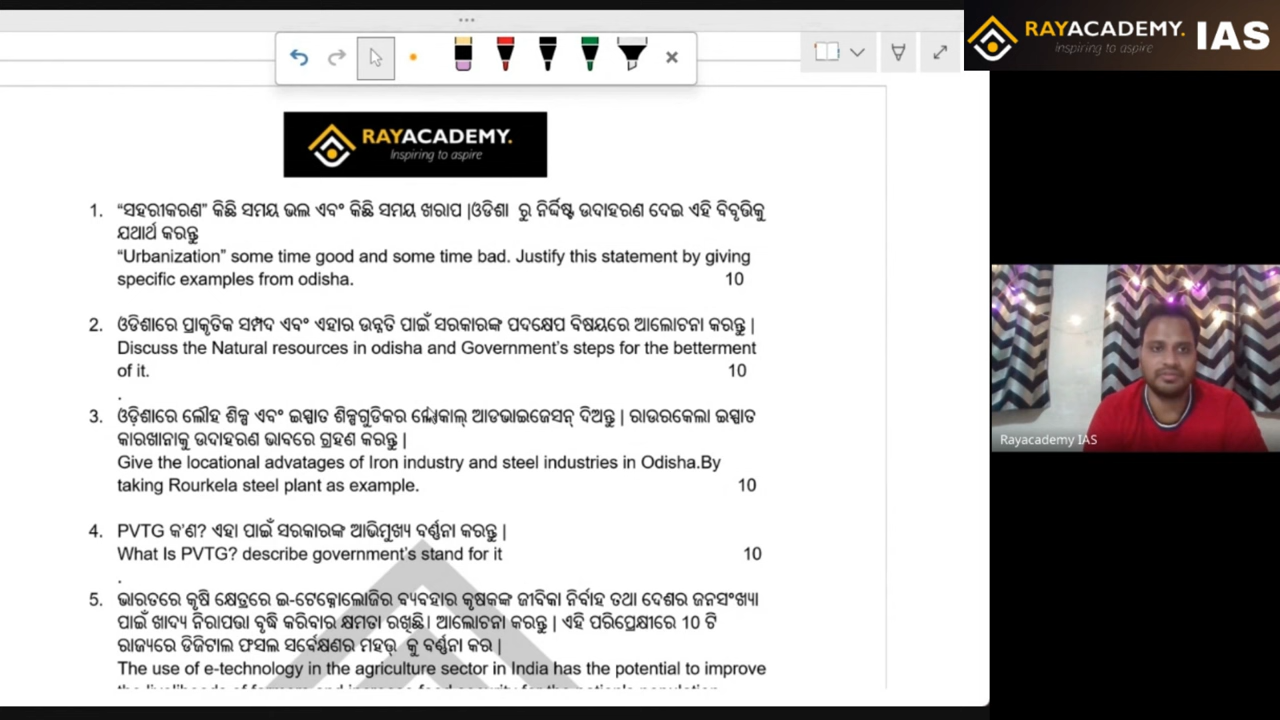 RAYACADEMY. IAS
inspiring to aspire
RAYACADEMY.
Inspiring to aspire
1. “ସହରୀକରଣ” କିଛି ସମୟ ଭଲ ଏବଂ କିଛି ସମୟ ଖରାପ |ଓଡିଶା ରୁ ନିର୍ଦ୍ଦିଷ୍ଟ ଉଦାହରଣ ଦେଇ ଏହି ବିବୃତ୍ତିକୁ
ଯଥାର୍ଥ କରନ୍ତୁ
“Urbanization” some time good and some time bad. Justify this statement by giving
specific examples from odisha. 10
2. ଓଡିଶାରେ ପ୍ରାକୃତିକ ସମ୍ପଦ ଏବଂ ଏହାର ଉନ୍ନତି ପାଇଁ ସରକାରଙ୍କ ପଦକ୍ଷେପ ବିଷୟରେ ଆଲୋଚନା କରନ୍ତୁ |
Discuss the Natural resources in odisha and Government's steps for the betterment
of it. 10
.
3. ଓଡ଼ିଶାରେ ଲୌହ ଶିଳ୍ପ ଏବଂ ଇସ୍ପାତ ଶିଳ୍ପଗୁଡିକର ଲୋକାଲ୍ ଆଡଭାଇଜେସନ୍ ଦିଅନ୍ତୁ | ରାଉରକେଲା ଇସ୍ପାତ
କାରଖାନାକୁ ଉଦାହରଣ ଭାବରେ ଗ୍ରହଣ କରନ୍ତୁ |
Give the locational advatages of Iron industry and steel industries in Odisha.By
taking Rourkela steel plant as example. 10
4. PVTG କ'ଣ? ଏହା ପାଇଁ ସରକାରଙ୍କ ଆଭିମୁଖ୍ୟ ବର୍ଣ୍ଣନା କରନ୍ତୁ |
What Is PVTG? describe government's stand for it 10
.
5. ଭାରତରେ କୃଷି କ୍ଷେତ୍ରରେ ଇ-ଟେକ୍ନୋଲୋଜିର ବ୍ୟବହାର କୃଷକଙ୍କ ଜୀବିକା ନିର୍ବାହ ତଥା ଦେଶର ଜନସଂଖ୍ୟା
ପାଇଁ ଖାଦ୍ୟ ନିରାପତ୍ତା ବୃଦ୍ଧି କରିବାର କ୍ଷମତା ରଖିଛି। ଆଲୋଚନା କରନ୍ତୁ | ଏହି ପରିପ୍ରେକ୍ଷୀରେ 10 ଟି
ରାଜ୍ୟରେ ଡିଜିଟାଲ ଫସଲ ସର୍ବେକ୍ଷଣର ମହତ୍ତ୍ୱ କୁ ବର୍ଣ୍ଣନା କର |
The use of e-technology in the agriculture sector in India has the potential to improve
Rayacademy IAS